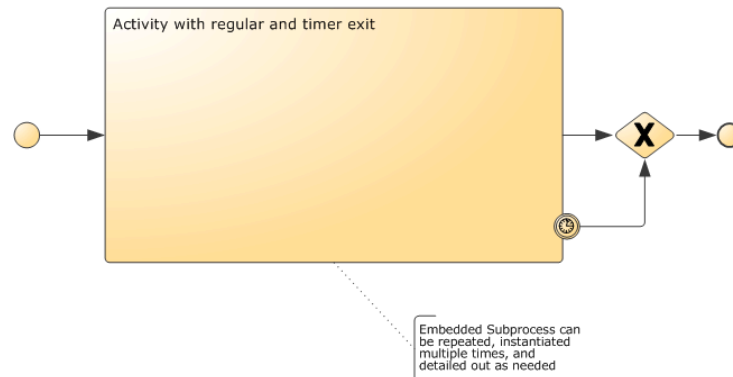 Activity with regular and timer exit
X
Embedded Subprocess can
be repeated, instantiated
multiple times, and
detailed out as needed